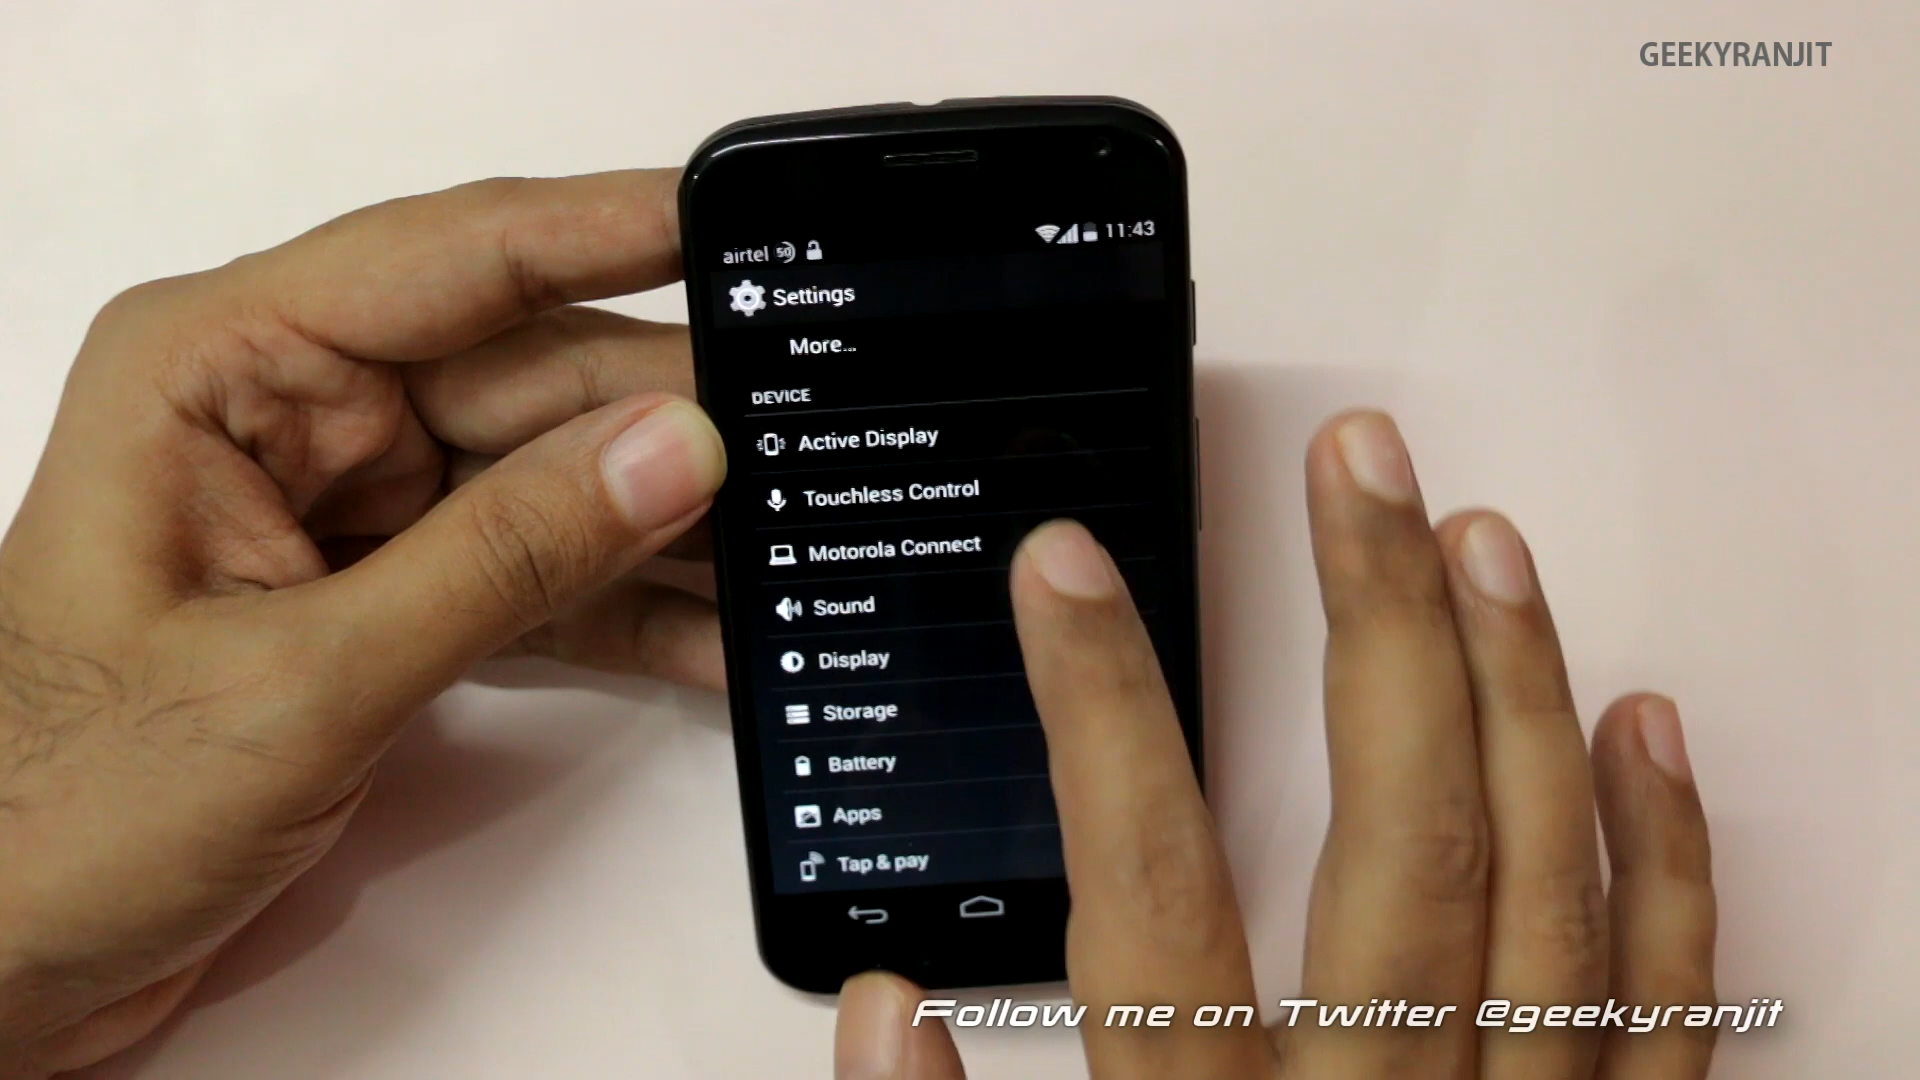 GEEKYRANJIT
airtel 50 11:43
Settings
More...
DEVICE
Active Display
Touchless Control
Motorola Connect
Sound
Display
Storage
Battery
Apps
Tap & pay
Follow me on Twitter @geekyranjit